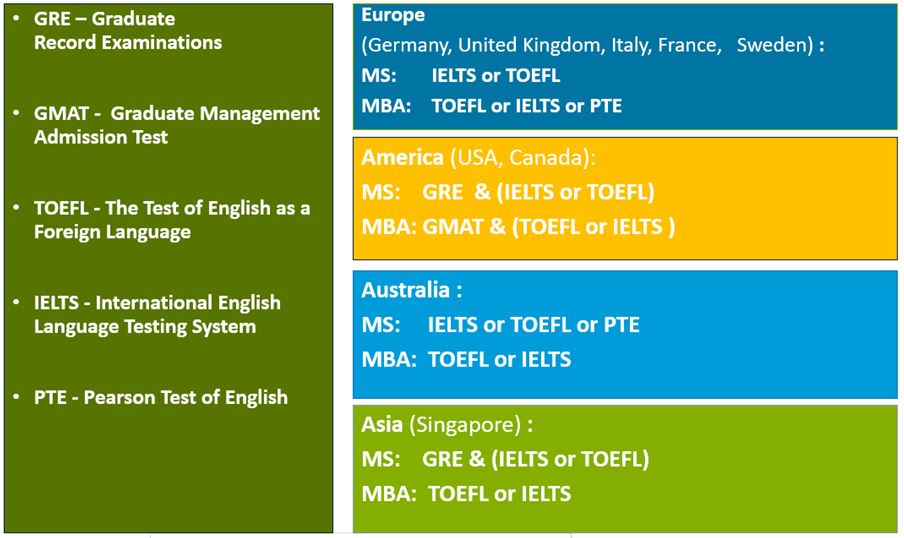 • GRE – Graduate
Record Examinations
• GMAT - Graduate Management
Admission Test
• TOEFL - The Test of English as a
Foreign Language
• IELTS - International English
Language Testing System
• PTE - Pearson Test of English
Europe
(Germany, United Kingdom, Italy, France, Sweden) :
MS: IELTS or TOEFL
MBA: TOEFL or IELTS or PTE
America (USA, Canada):
MS: GRE & (IELTS or TOEFL)
MBA: GMAT & (TOEFL or IELTS )
Australia :
MS: IELTS or TOEFL or PTE
MBA: TOEFL or IELTS
Asia (Singapore) :
MS: GRE & (IELTS or TOEFL)
MBA: TOEFL or IELTS